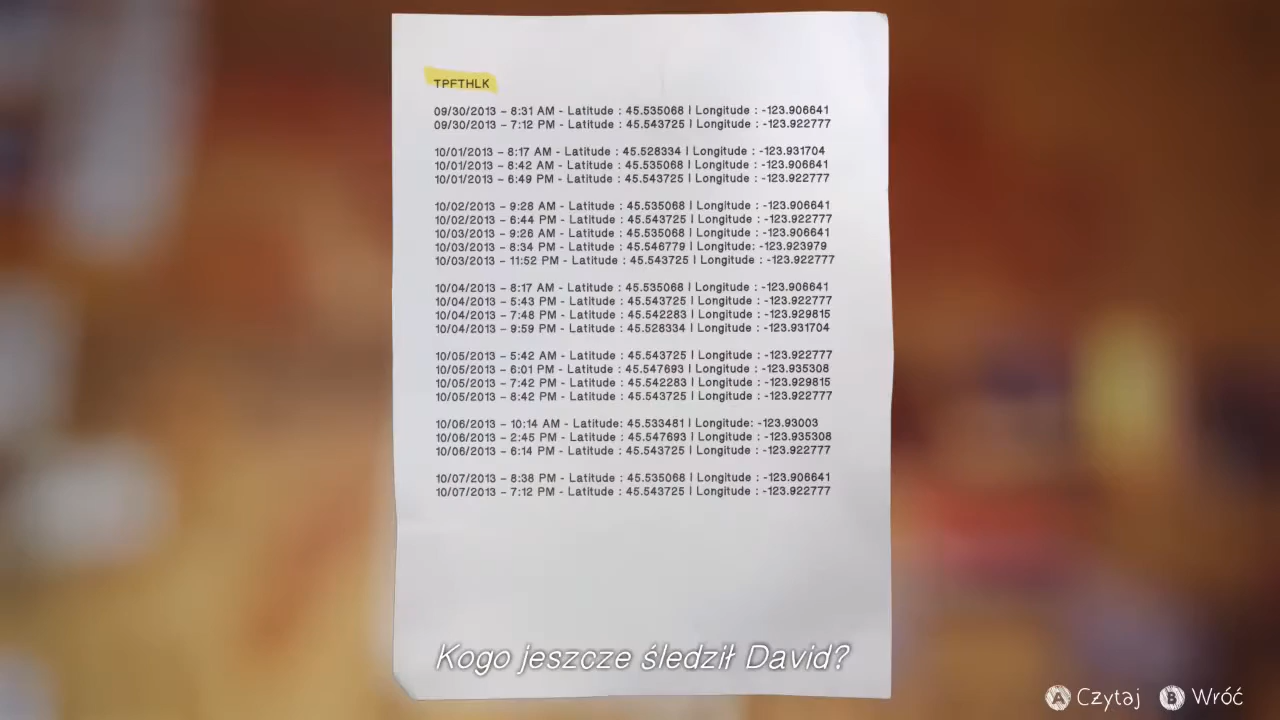 TPFTHLK
09/30/2013 – 8:31 AM - Latitude : 45.535068 | Longitude : -123.906641
09/30/2013 – 7:12 PM - Latitude : 45.543725 | Longitude : -123.922777
10/01/2013 – 8:17 AM - Latitude : 45.528334 | Longitude : -123.931704
10/01/2013 – 8:42 AM - Latitude : 45.535068 | Longitude : -123.906641
10/01/2013 – 6:49 PM - Latitude : 45.543725 | Longitude : -123.922777
10/02/2013 – 9:28 AM - Latitude : 45.535068 | Longitude : -123.906641
10/02/2013 – 6:44 PM - Latitude : 45.543725 | Longitude : -123.922777
10/03/2013 – 9:26 AM - Latitude : 45.535068 | Longitude : -123.906641
10/03/2013 – 8:34 PM - Latitude : 45.546779 | Longitude: -123.923979
10/03/2013 – 11:52 PM - Latitude : 45.543725 | Longitude : -123.922777
10/04/2013 – 8:17 AM - Latitude : 45.535068 | Longitude : -123.906641
10/04/2013 – 5:43 PM - Latitude : 45.543725 | Longitude : -123.922777
10/04/2013 – 7:48 PM - Latitude : 45.542283 | Longitude : -123.929815
10/04/2013 – 9:59 PM - Latitude : 45.528334 | Longitude : -123.931704
10/05/2013 – 5:42 AM - Latitude : 45.543725 | Longitude : -123.922777
10/05/2013 – 6:01 PM - Latitude : 45.547693 | Longitude : -123.935308
10/05/2013 – 7:42 PM - Latitude : 45.542283 | Longitude : -123.929815
10/05/2013 – 8:42 PM - Latitude : 45.543725 | Longitude : -123.922777
10/06/2013 – 10:14 AM - Latitude: 45.533481 | Longitude: -123.93003
10/06/2013 – 2:45 PM - Latitude : 45.547693 | Longitude : -123.935308
10/06/2013 – 6:14 PM - Latitude : 45.543725 | Longitude : -123.922777
10/07/2013 – 8:38 PM - Latitude : 45.535068 | Longitude : -123.906641
10/07/2013 – 7:12 PM - Latitude : 45.543725 | Longitude : -123.922777
Kogo jeszcze śledził David?
A Czytaj B Wróć